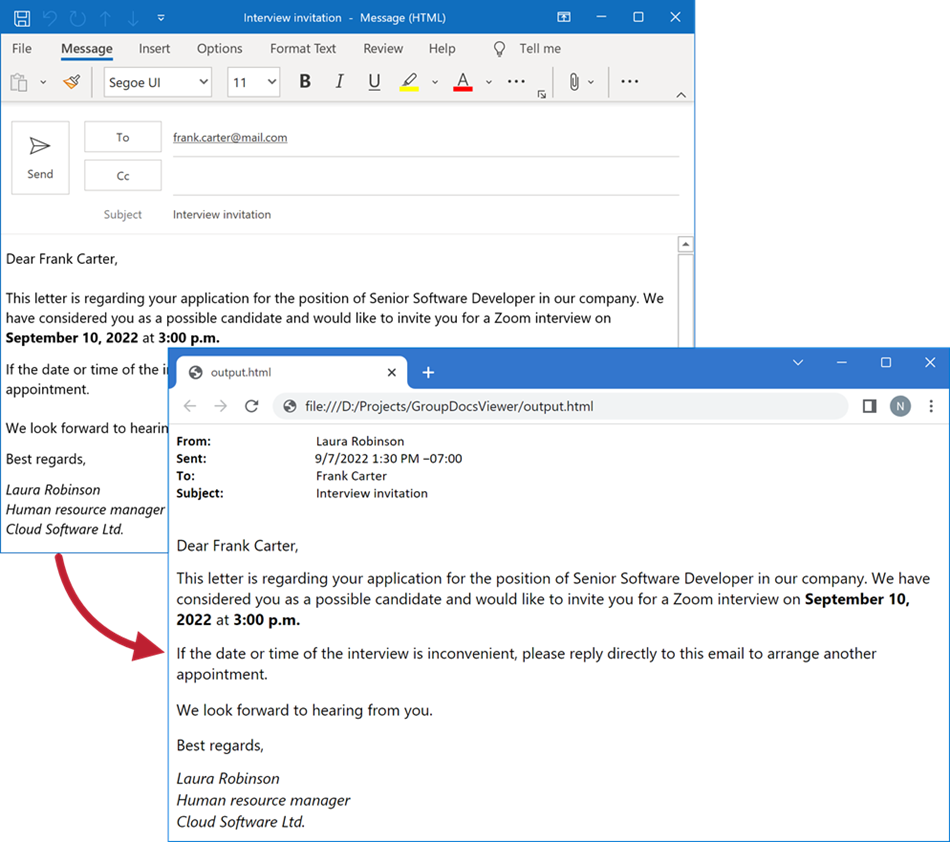 Interview invitation - Message (HTML)
File Message Insert Options Format Text Review Help Tell me
Segoe UI 11 B I U A
Send
To frank.carter@mail.com
Cc
Subject Interview invitation
Dear Frank Carter,
This letter is regarding your application for the position of Senior Software Developer in our company. We
have considered you as a possible candidate and would like to invite you for a Zoom interview on
September 10, 2022 at 3:00 p.m.
If the date or time of the i
appointment.
We look forward to hearin
Best regards,
Laura Robinson
Human resource manager
Cloud Software Ltd.
output.html
file:///D:/Projects/GroupDocsViewer/output.html N
From: Laura Robinson
Sent: 9/7/2022 1:30 PM −07:00
To: Frank Carter
Subject: Interview invitation
Dear Frank Carter,
This letter is regarding your application for the position of Senior Software Developer in our company. We have
considered you as a possible candidate and would like to invite you for a Zoom interview on September 10,
2022 at 3:00 p.m.
If the date or time of the interview is inconvenient, please reply directly to this email to arrange another
appointment.
We look forward to hearing from you.
Best regards,
Laura Robinson
Human resource manager
Cloud Software Ltd.